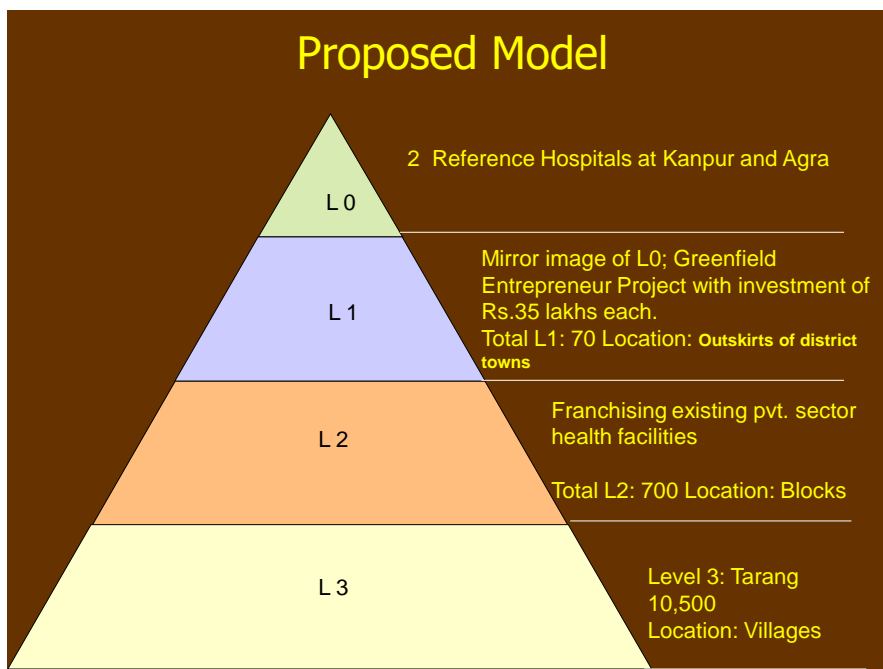 Proposed Model
2 Reference Hospitals at Kanpur and Agra
L 0
Mirror image of L0; Greenfield
Entrepreneur Project with investment of
Rs.35 lakhs each.
Total L1: 70 Location: Outskirts of district
towns
L 1
Franchising existing pvt. sector
health facilities
Total L2: 700 Location: Blocks
L 2
Level 3: Tarang
10,500
Location: Villages
L 3